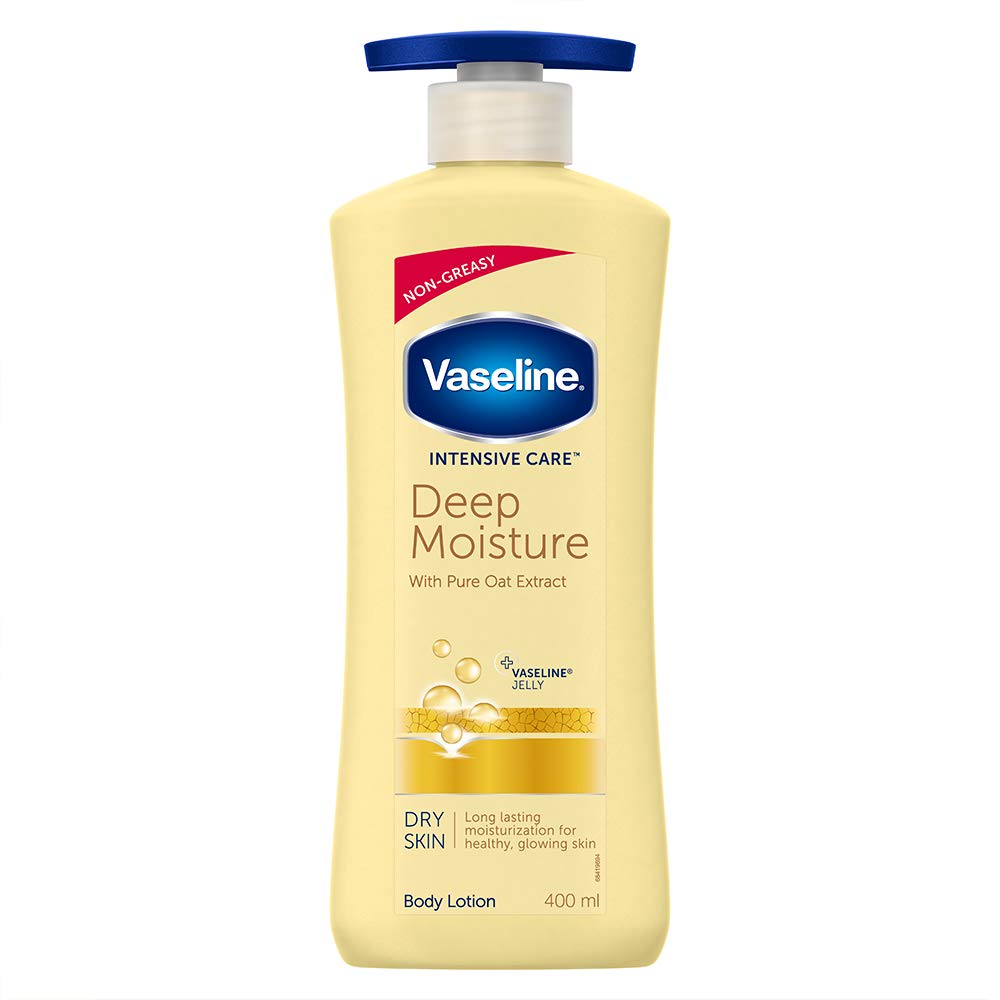 NON-GREASY
Vaseline®
INTENSIVE CARE™
Deep
Moisture
With Pure Oat Extract
VASELINE®
JELLY
DRY
SKIN
Long lasting
moisturization for
healthy, glowing skin
68419694
Body Lotion
400 ml